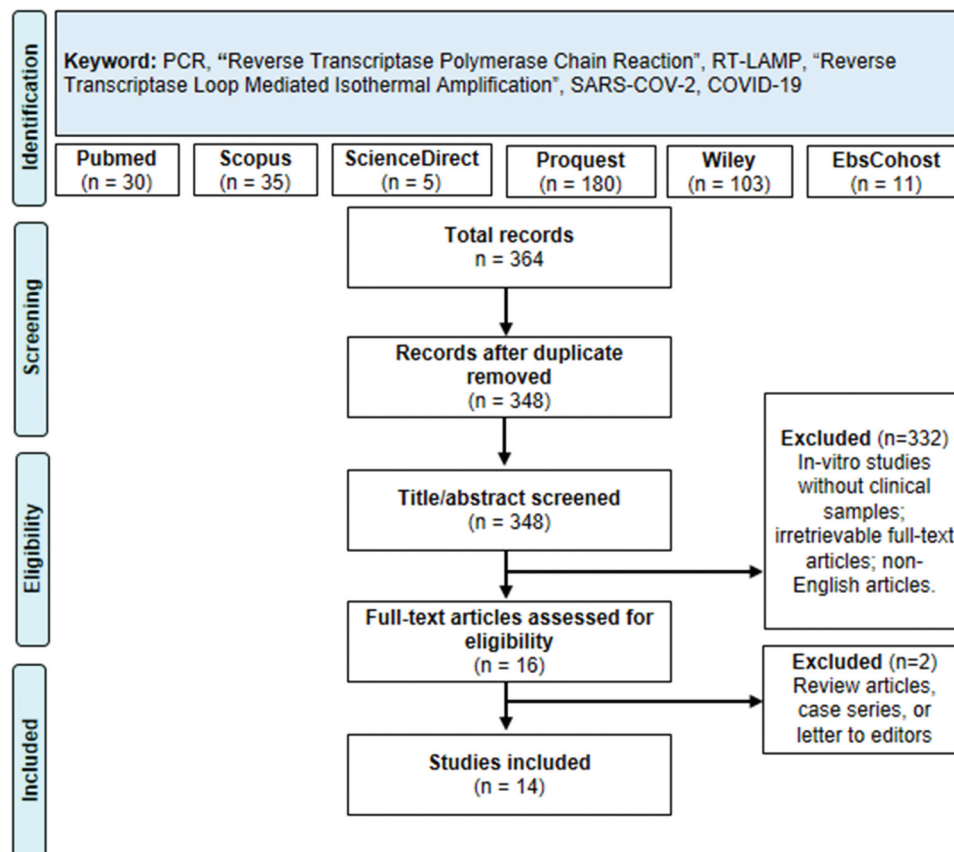 Identification
Keyword: PCR, “Reverse Transcriptase Polymerase Chain Reaction”, RT-LAMP, “Reverse
Transcriptase Loop Mediated Isothermal Amplification”, SARS-COV-2, COVID-19
Pubmed
(n = 30)
Scopus
(n = 35)
ScienceDirect
(n = 5)
Proquest
(n = 180)
Wiley
(n = 103)
EbsCohost
(n = 11)
Screening
Total records
n = 364
Records after duplicate
removed
(n = 348)
Eligibility
Title/abstract screened
(n = 348)
Excluded (n=332)
In-vitro studies
without clinical
samples;
irretrievable full-text
articles; non-
English articles.
Full-text articles assessed for
eligibility
(n = 16)
Excluded (n=2)
Review articles,
case series, or
letter to editors
Included
Studies included
(n = 14)